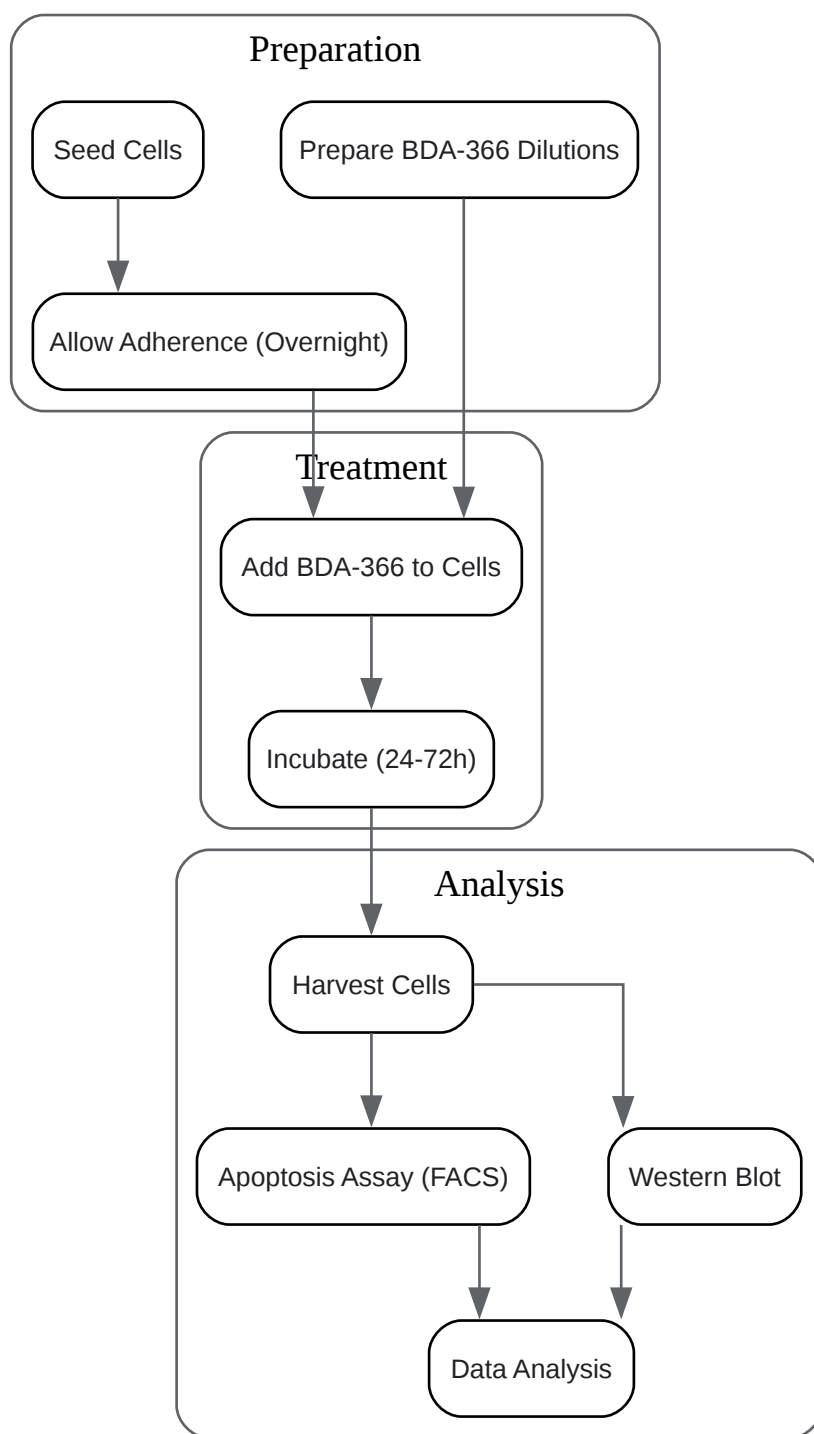 Preparation
Seed Cells
Prepare BDA-366 Dilutions
Allow Adherence (Overnight)
Treatment
Add BDA-366 to Cells
Incubate (24-72h)
Analysis
Harvest Cells
Apoptosis Assay (FACS)
Western Blot
Data Analysis